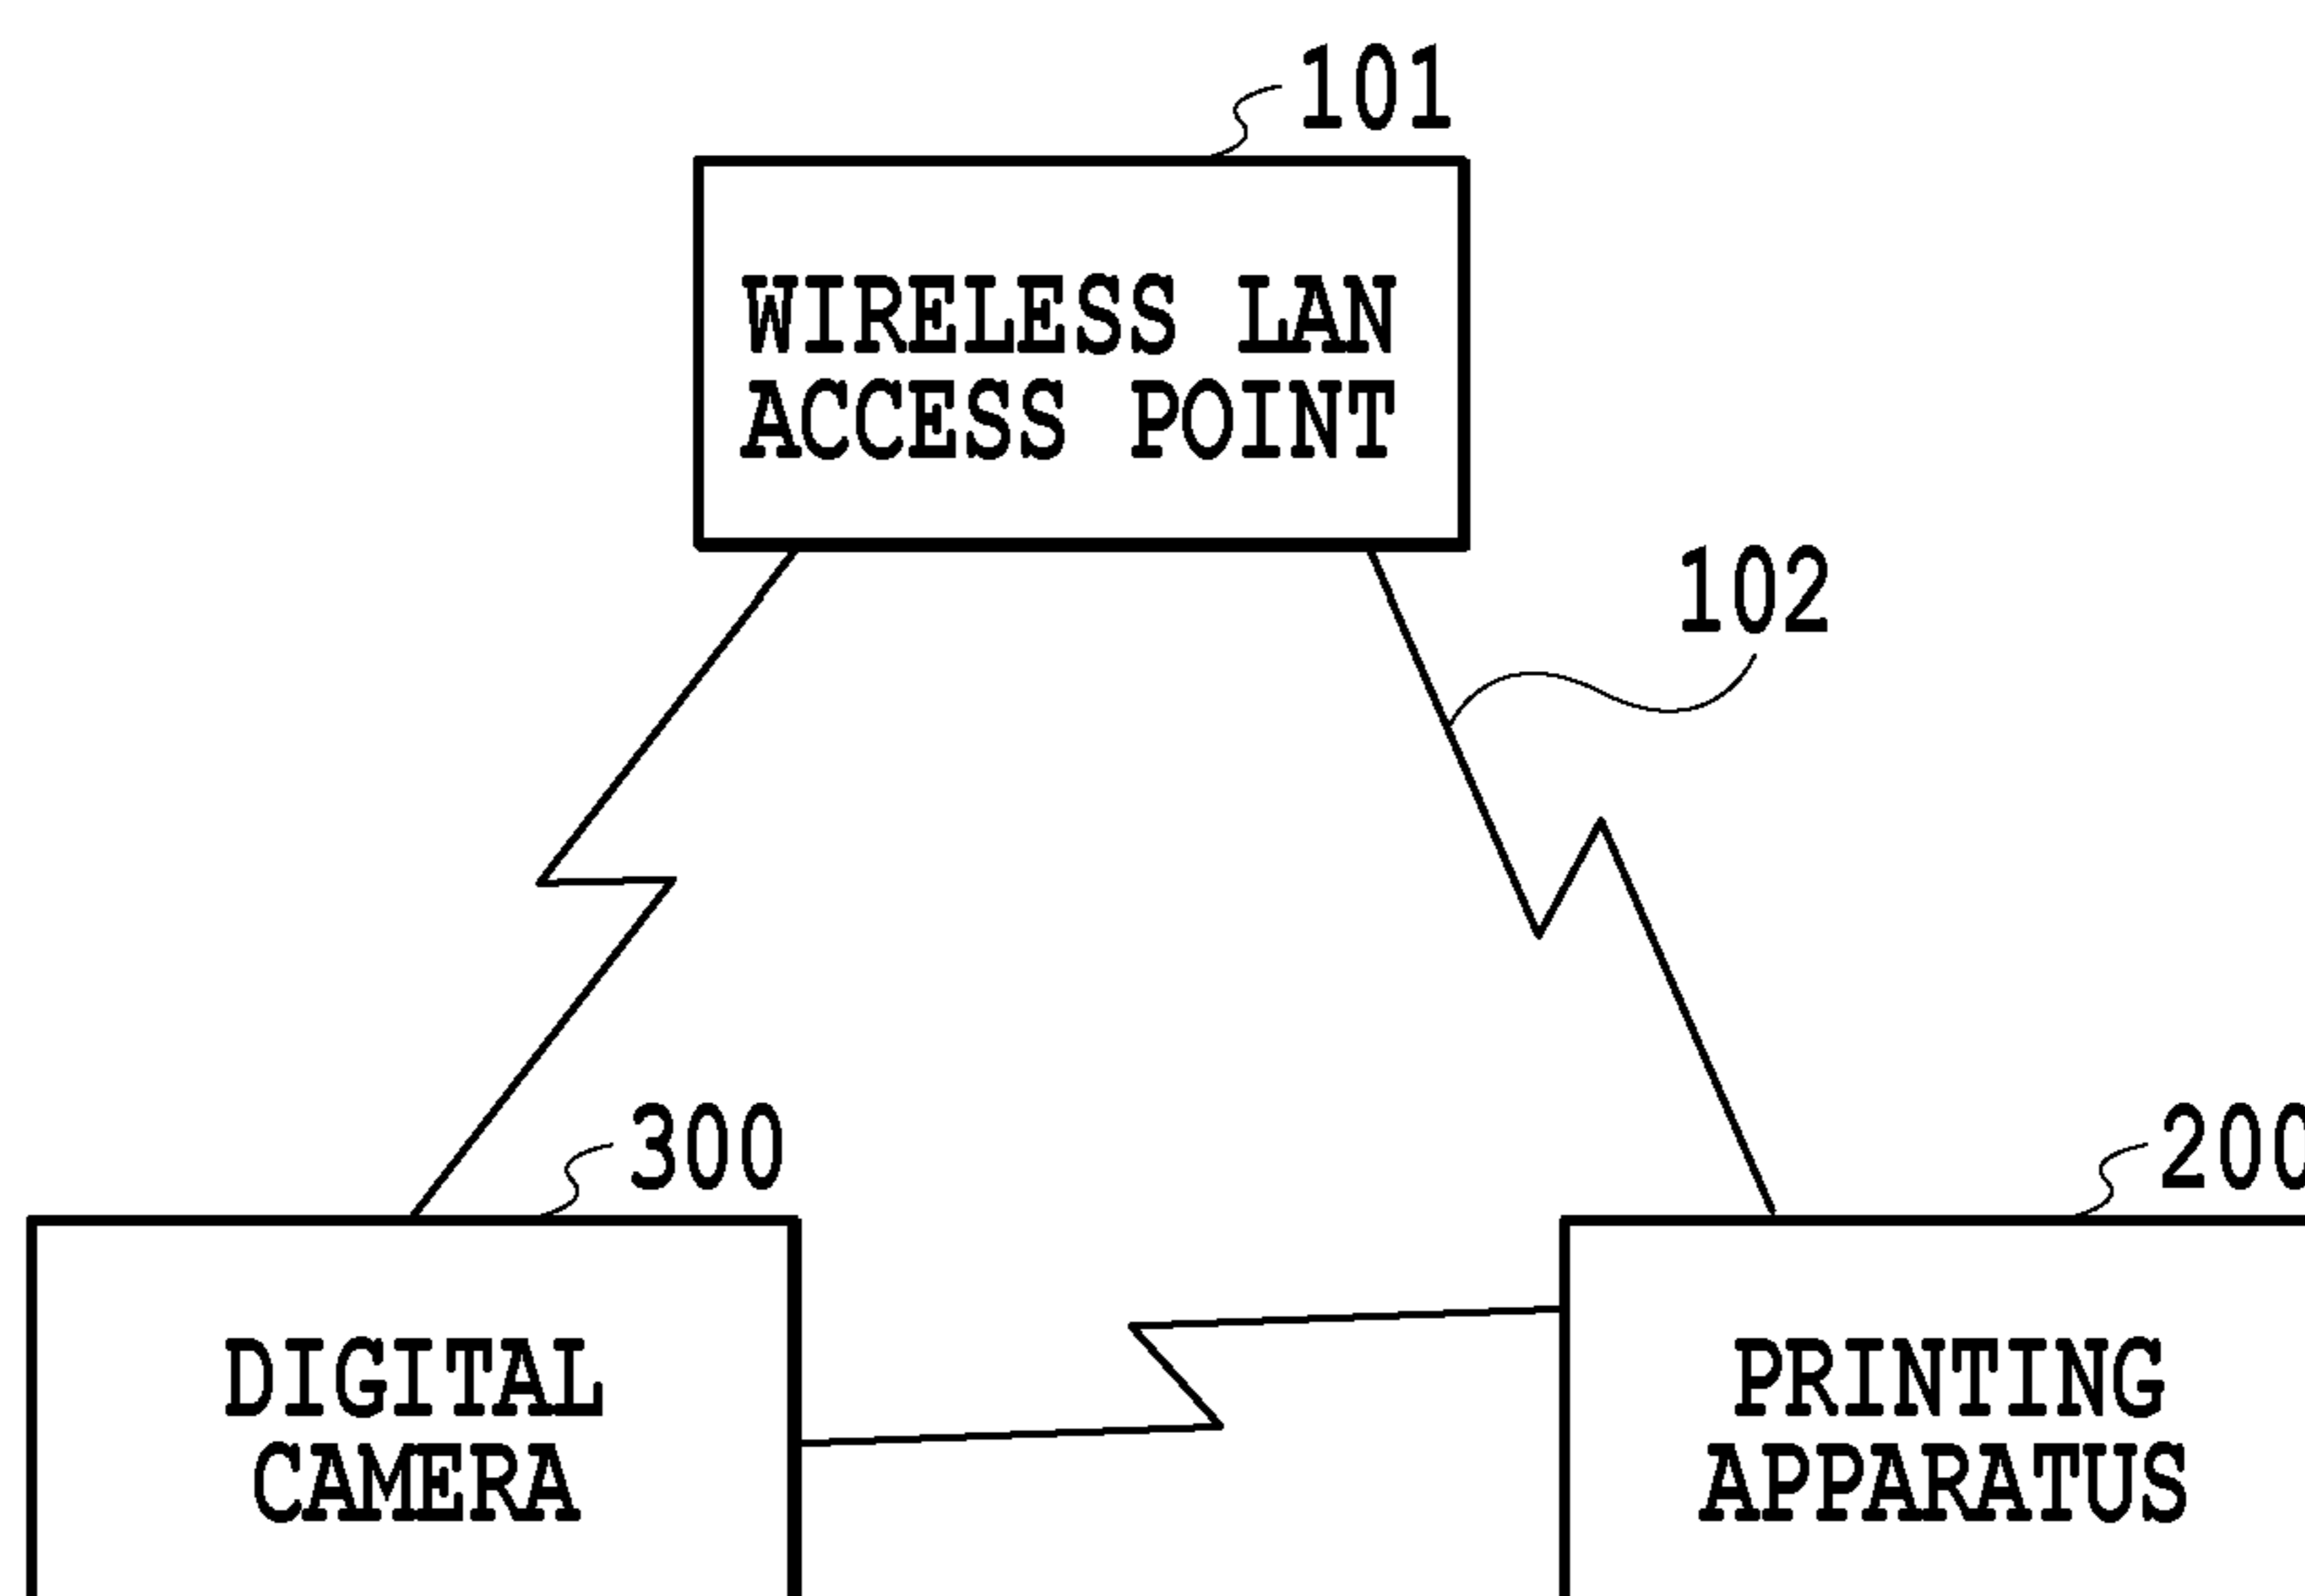 101
WIRELESS LAN
ACCESS POINT
102
300
200
DIGITAL
CAMERA
PRINTING
APPARATUS